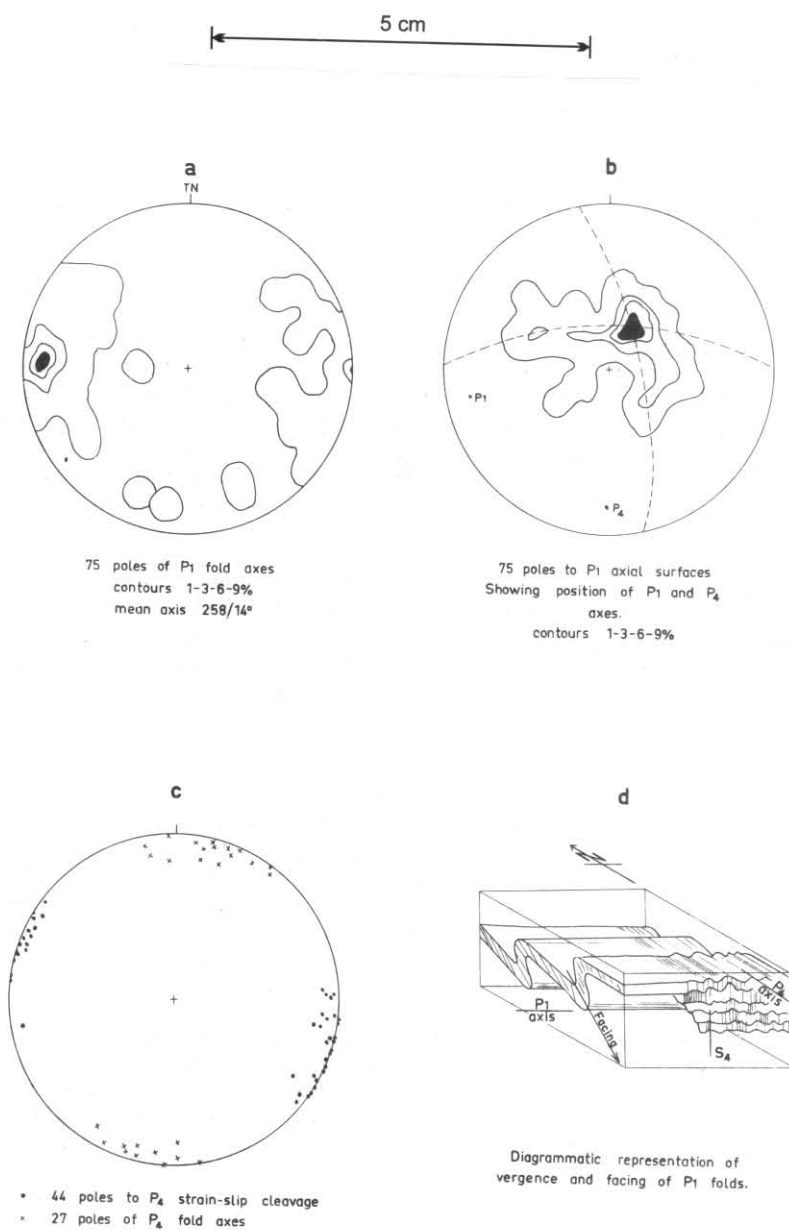 5 cm
a
TN
75 poles of P1 fold axes
contours 1-3-6-9%
mean axis 258/14°
b
P1
P4
75 poles to P1 axial surfaces
Showing position of P1 and P4
axes.
contours 1-3-6-9%
c
• 44 poles to P4 strain-slip cleavage
× 27 poles of P4 fold axes
d
N
P1
axis
Facing
P4
axis
S4
Diagrammatic representation of
vergence and facing of P1 folds.